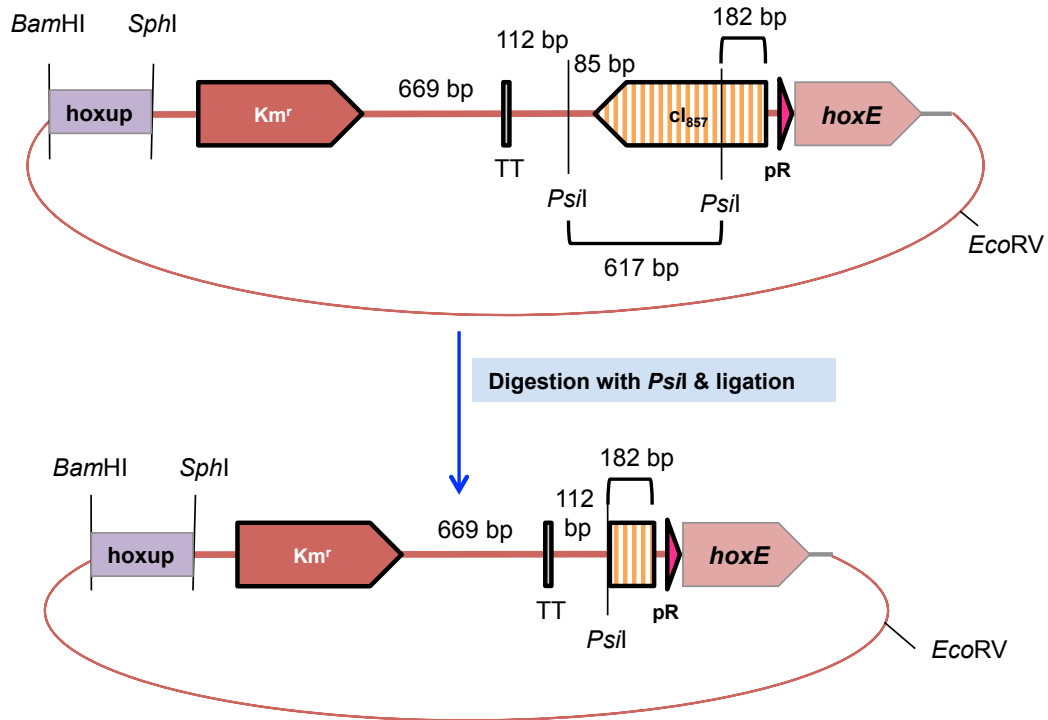 BamHI SphI
182 bp
112 bp
85 bp
669 bp
hoxup
Kmʳ
cI₈₅₇
hoxE
TT
pR
PsiI
PsiI
EcoRV
617 bp
Digestion with PsiI & ligation
182 bp
BamHI SphI
112
bp
669 bp
hoxup
Kmʳ
hoxE
TT
pR
PsiI
EcoRV